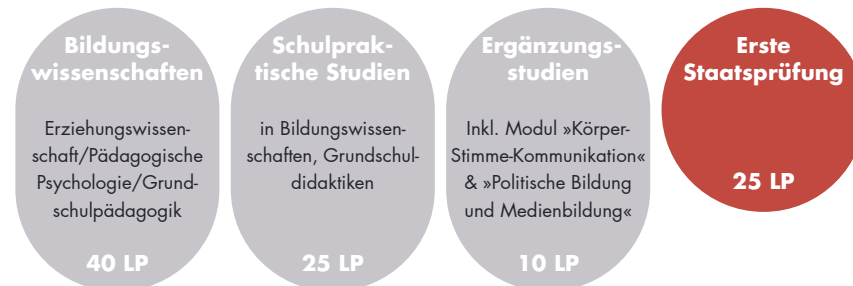 Bildungs-
wissenschaften
Erziehungswissen-
schaft/Pädagogische
Psychologie/Grund-
schulpädagogik
40 LP
Schulprak-
tische Studien
in Bildungswissen-
schaften, Grundschul-
didaktiken
25 LP
Ergänzungs-
studien
Inkl. Modul »Körper-
Stimme-Kommunikation«
& »Politische Bildung
und Medienbildung«
10 LP
Erste
Staatsprüfung
25 LP